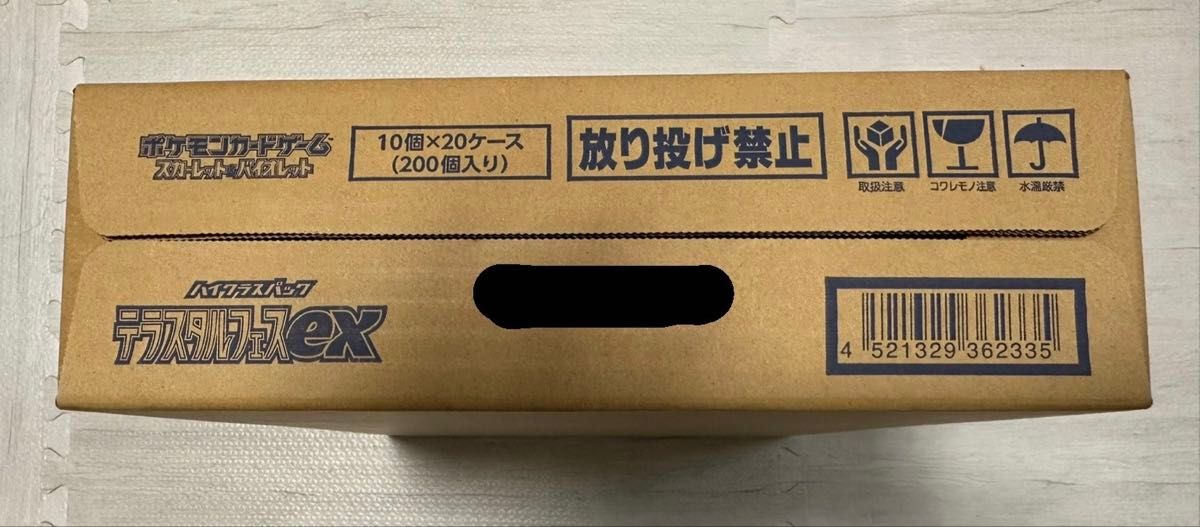 ポケモンカードゲーム
スカーレット&バイオレット
10個×20ケース
(200個入り)
放り投げ禁止
取扱注意
コワレモノ注意
水濡厳禁
ハイクラスパック
テラスタルフェスex
4 521329 362335